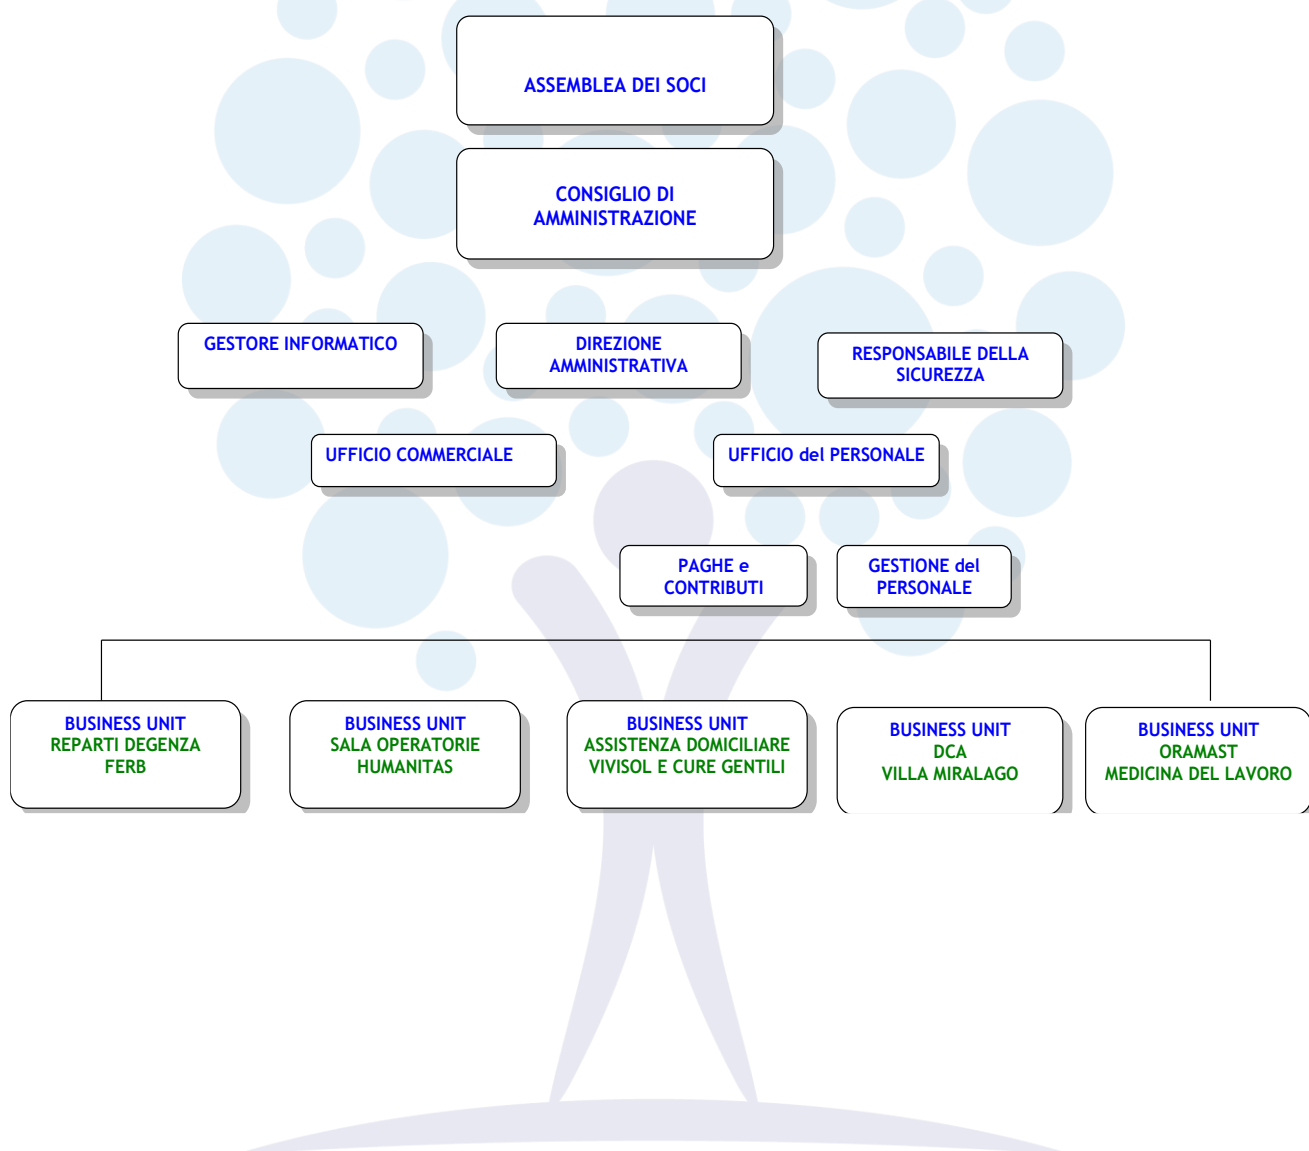 ASSEMBLEA DEI SOCI
CONSIGLIO DI
AMMINISTRAZIONE
GESTORE INFORMATICO
DIREZIONE
AMMINISTRATIVA
RESPONSABILE DELLA
SICUREZZA
UFFICIO COMMERCIALE
UFFICIO del PERSONALE
PAGHE e
CONTRIBUTI
GESTIONE del
PERSONALE
BUSINESS UNIT
REPARTI DEGENZA
FERB
BUSINESS UNIT
SALA OPERATORIE
HUMANITAS
BUSINESS UNIT
ASSISTENZA DOMICILIARE
VIVISOL E CURE GENTILI
BUSINESS UNIT
DCA
VILLA MIRALAGO
BUSINESS UNIT
ORAMAST
MEDICINA DEL LAVORO